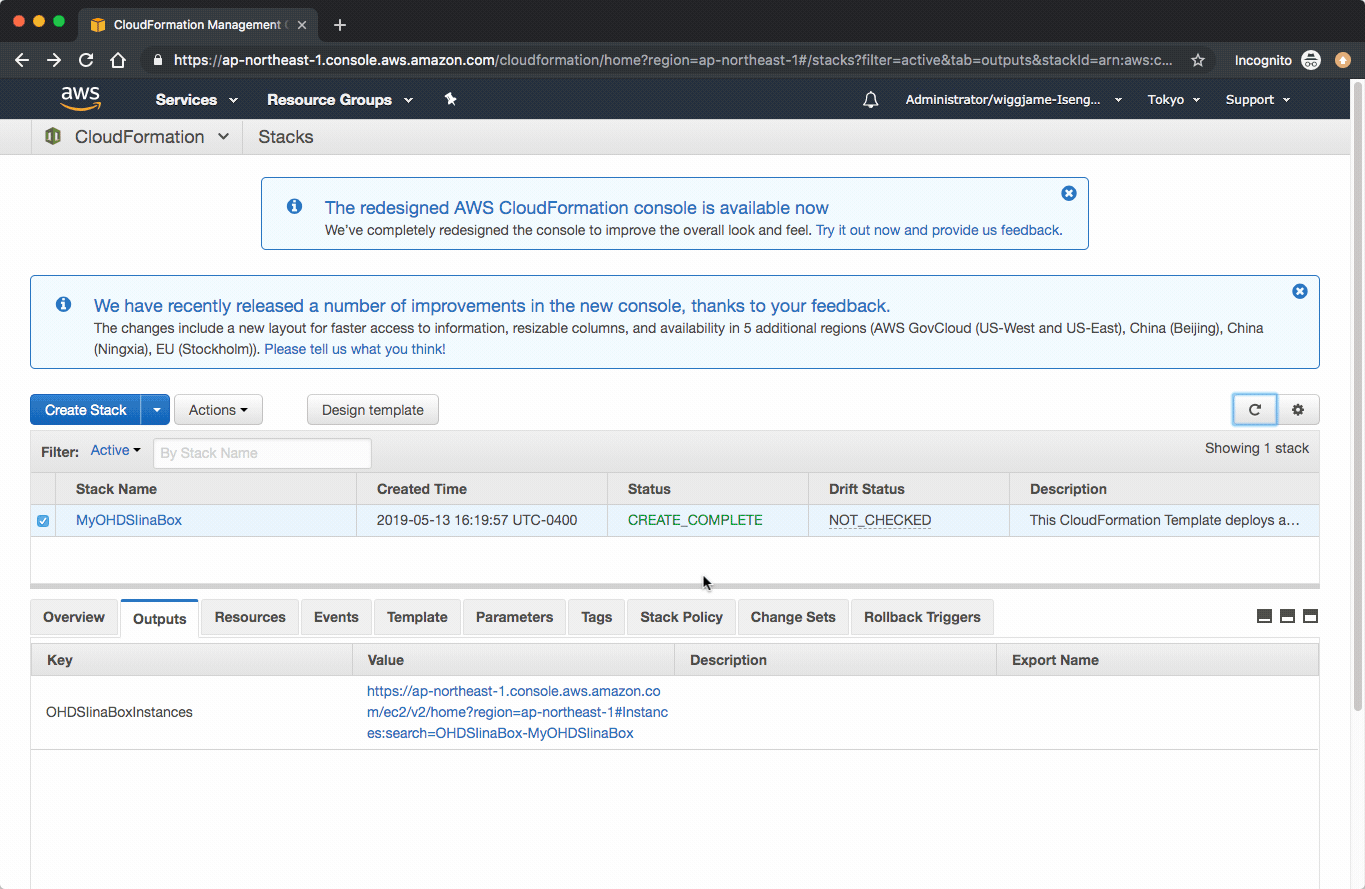 CloudFormation Management
https://ap-northeast-1.console.aws.amazon.com/cloudformation/home?region=ap-northeast-1#/stacks?filter=active&tab=outputs&stackId=arn:aws:c...
Incognito
aws
Services
Resource Groups
Administrator/wiggjame-Iseng...
Tokyo
Support
CloudFormation
Stacks
The redesigned AWS CloudFormation console is available now
We've completely redesigned the console to improve the overall look and feel. Try it out now and provide us feedback.
We have recently released a number of improvements in the new console, thanks to your feedback.
The changes include a new layout for faster access to information, resizable columns, and availability in 5 additional regions (AWS GovCloud (US-West and US-East), China (Beijing), China
(Ningxia), EU (Stockholm)). Please tell us what you think!
Create Stack
Actions
Design template
Filter: Active
By Stack Name
Showing 1 stack
Stack Name
Created Time
Status
Drift Status
Description
MyOHDSIinaBox
2019-05-13 16:19:57 UTC-0400
CREATE_COMPLETE
NOT_CHECKED
This CloudFormation Template deploys a...
Overview
Outputs
Resources
Events
Template
Parameters
Tags
Stack Policy
Change Sets
Rollback Triggers
Key
Value
Description
Export Name
OHDSIinaBoxInstances
https://ap-northeast-1.console.aws.amazon.co
m/ec2/v2/home?region=ap-northeast-1#Instanc
es:search=OHDSIinaBox-MyOHDSIinaBox